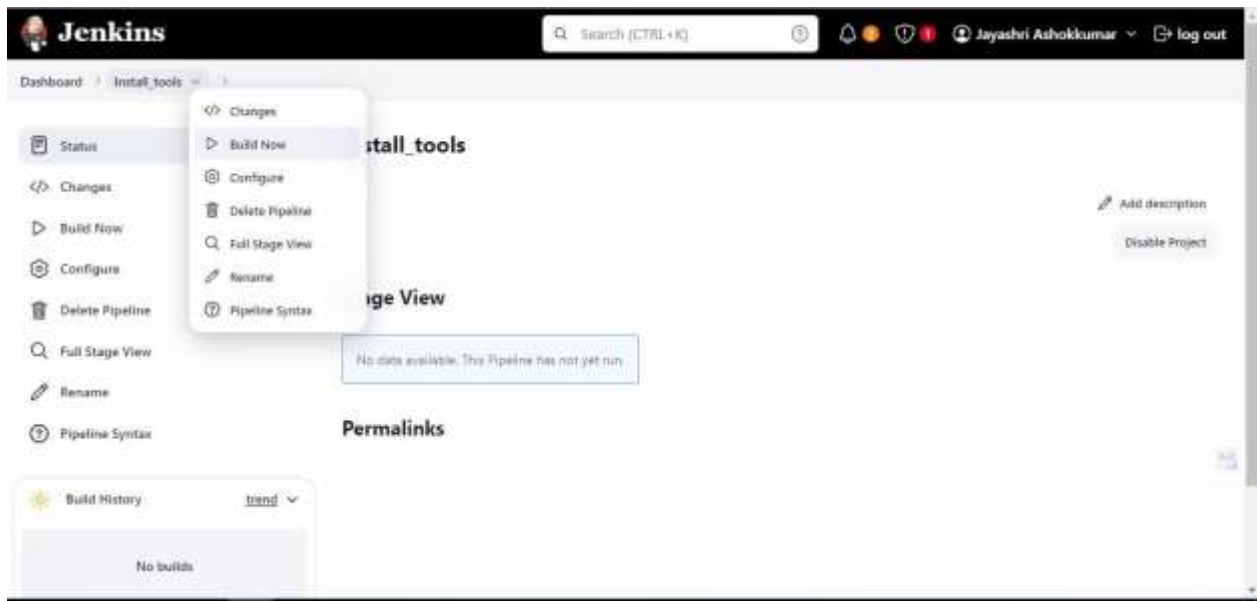 Jenkins
Search (CTRL+K)
Jayashri Ashokkumar
log out
Dashboard
Install_tools
Changes
Build Now
Configure
Delete Pipeline
Full Stage View
Rename
Pipeline Syntax
Status
Changes
Build Now
Configure
Delete Pipeline
Full Stage View
Rename
Pipeline Syntax
stall_tools
Add description
Disable Project
age View
No data available. This Pipeline has not yet run.
Permalinks
Build History
trend
No builds